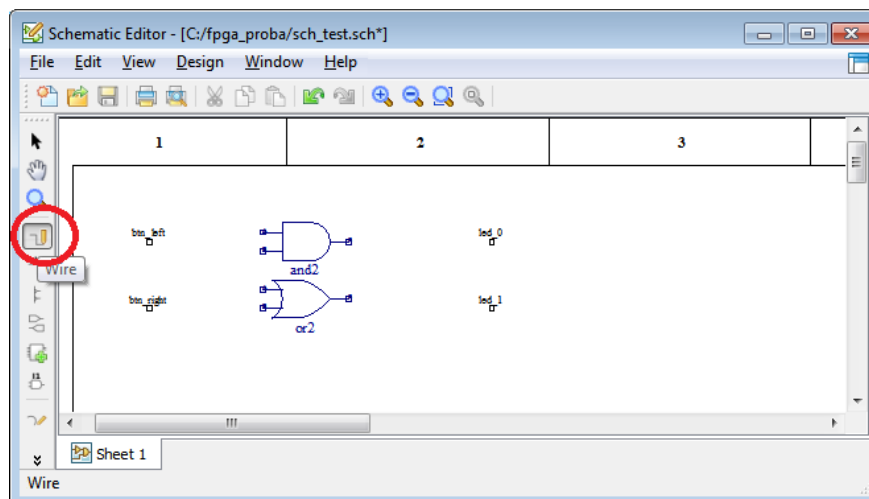 Schematic Editor - [C:/fpga_proba/sch_test.sch*]
File Edit View Design Window Help
1 2 3
btn_left
led_0
and2
Wire
btn_right
led_1
or2
Sheet 1
Wire